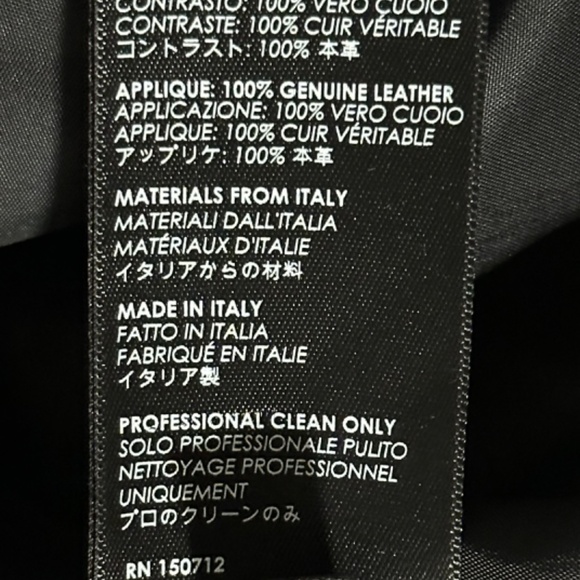 CONTRASTO: 100% VERO CUOIO
CONTRASTE: 100% CUIR VÉRITABLE
コントラスト: 100% 本革
APPLIQUE: 100% GENUINE LEATHER
APPLICAZIONE: 100% VERO CUOIO
APPLIQUE: 100% CUIR VÉRITABLE
アップリケ: 100% 本革
MATERIALS FROM ITALY
MATERIALI DALL'ITALIA
MATÉRIAUX D'ITALIE
イタリアからの材料
MADE IN ITALY
FATTO IN ITALIA
FABRIQUÉ EN ITALIE
イタリア製
PROFESSIONAL CLEAN ONLY
SOLO PROFESSIONALE PULITO
NETTOYAGE PROFESSIONNEL
UNIQUEMENT
プロのクリーンのみ
RN 150712